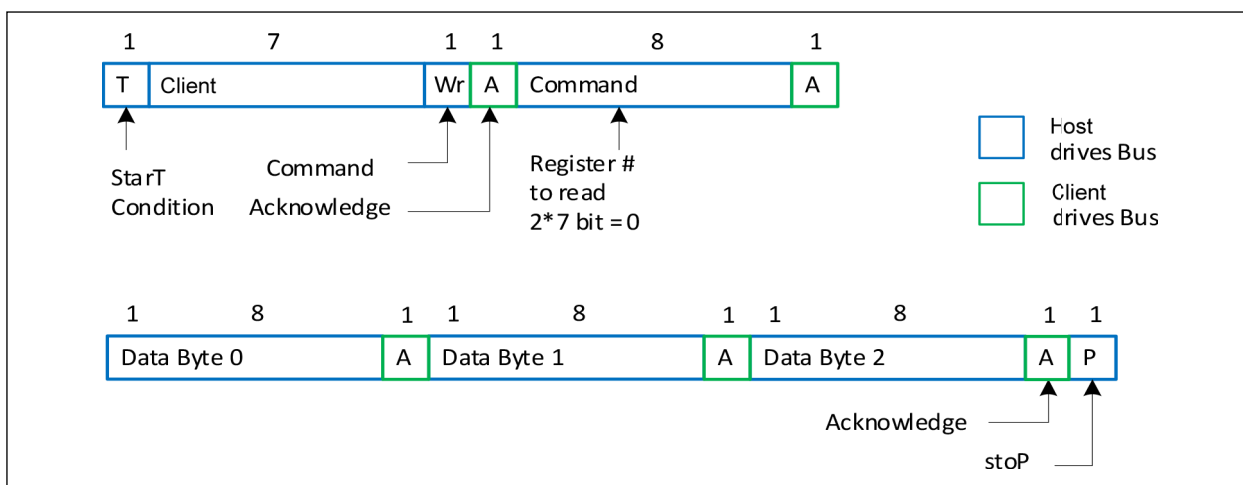 1 7 1 1 8 1
T Client Wr A Command A
StarT
Condition
Command
Acknowledge
Register #
to read
2*7 bit = 0
Host
drives Bus
Client
drives Bus
1 8 1 1 8 1 1 8 1 1
Data Byte 0 A Data Byte 1 A Data Byte 2 A P
Acknowledge
stoP